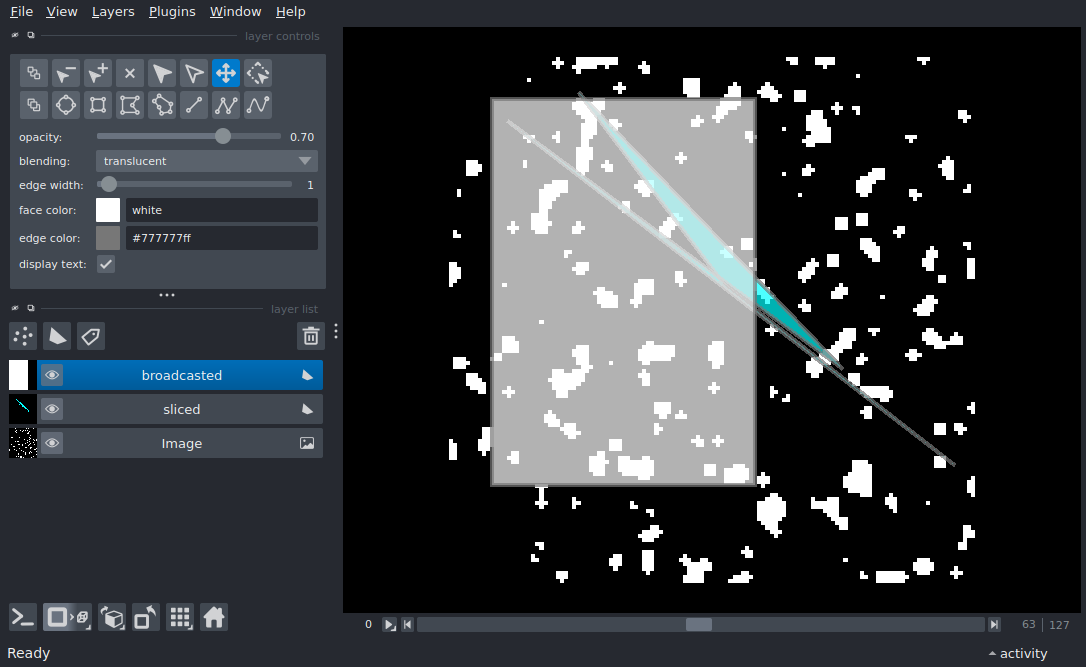 File View Layers Plugins Window Help
layer controls
opacity: 0.70
blending: translucent
edge width: 1
face color: white
edge color: #777777ff
display text:
layer list
broadcasted
sliced
Image
0 63 127
Ready activity